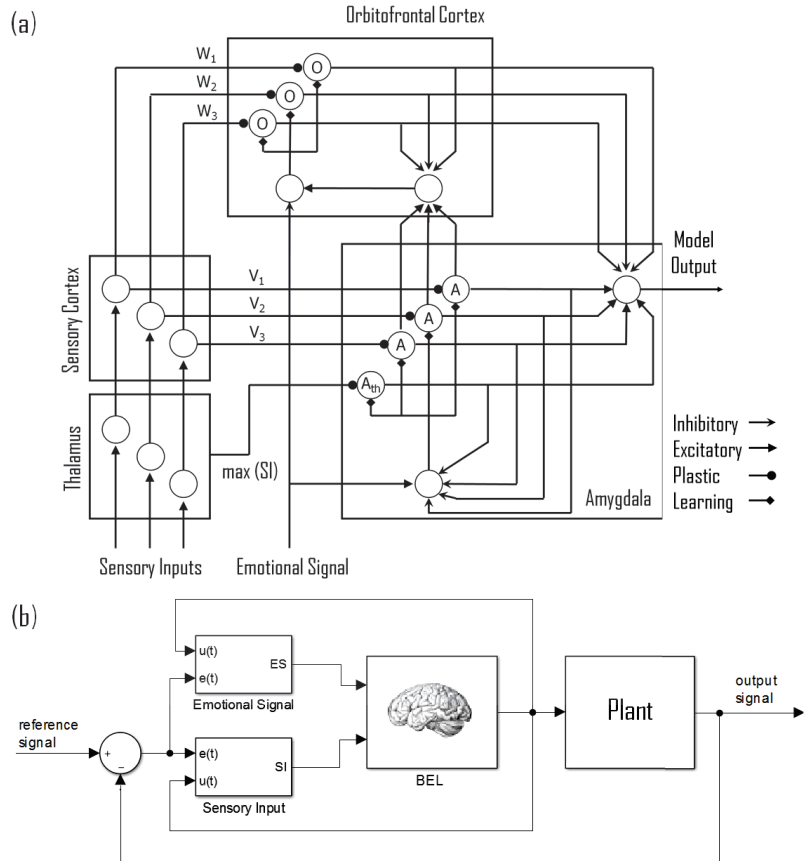 (a)
Orbitofrontal Cortex
W1
O
W2
O
W3
O
Sensory Cortex
V1
A
V2
A
V3
A
Ath
Model
Output
Thalamus
max (SI)
Amygdala
Inhibitory
Excitatory
Plastic
Learning
Sensory Inputs
Emotional Signal
(b)
u(t)
ES
e(t)
Emotional Signal
reference
signal
+
−
e(t)
SI
u(t)
Sensory Input
BEL
Plant
output
signal